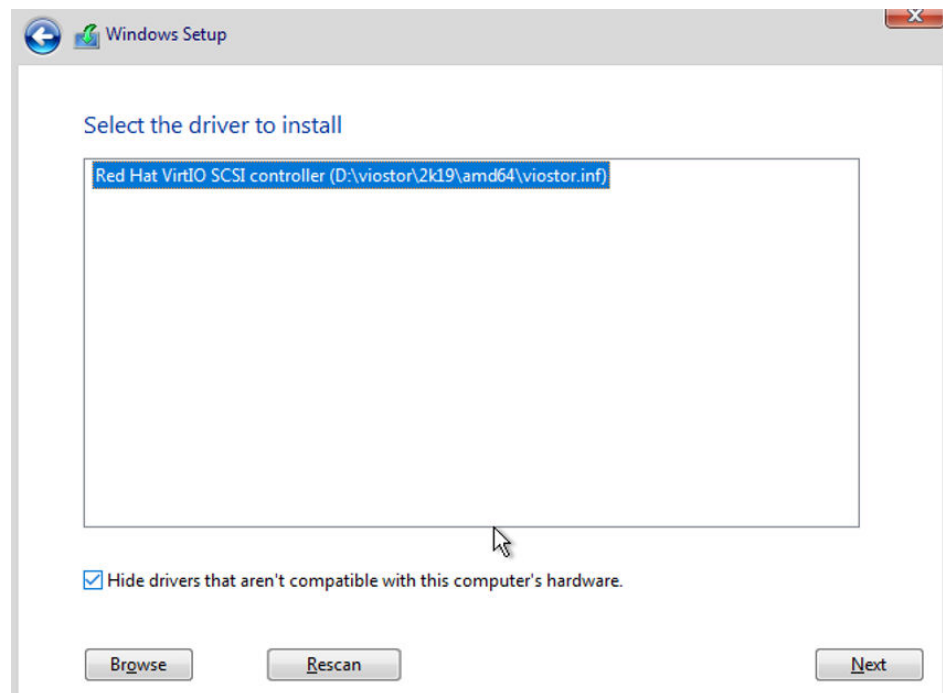 Windows Setup
Select the driver to install
Red Hat VirtIO SCSI controller (D:\viostor\2k19\amd64\viostor.inf)
Hide drivers that aren't compatible with this computer's hardware.
Browse Rescan Next